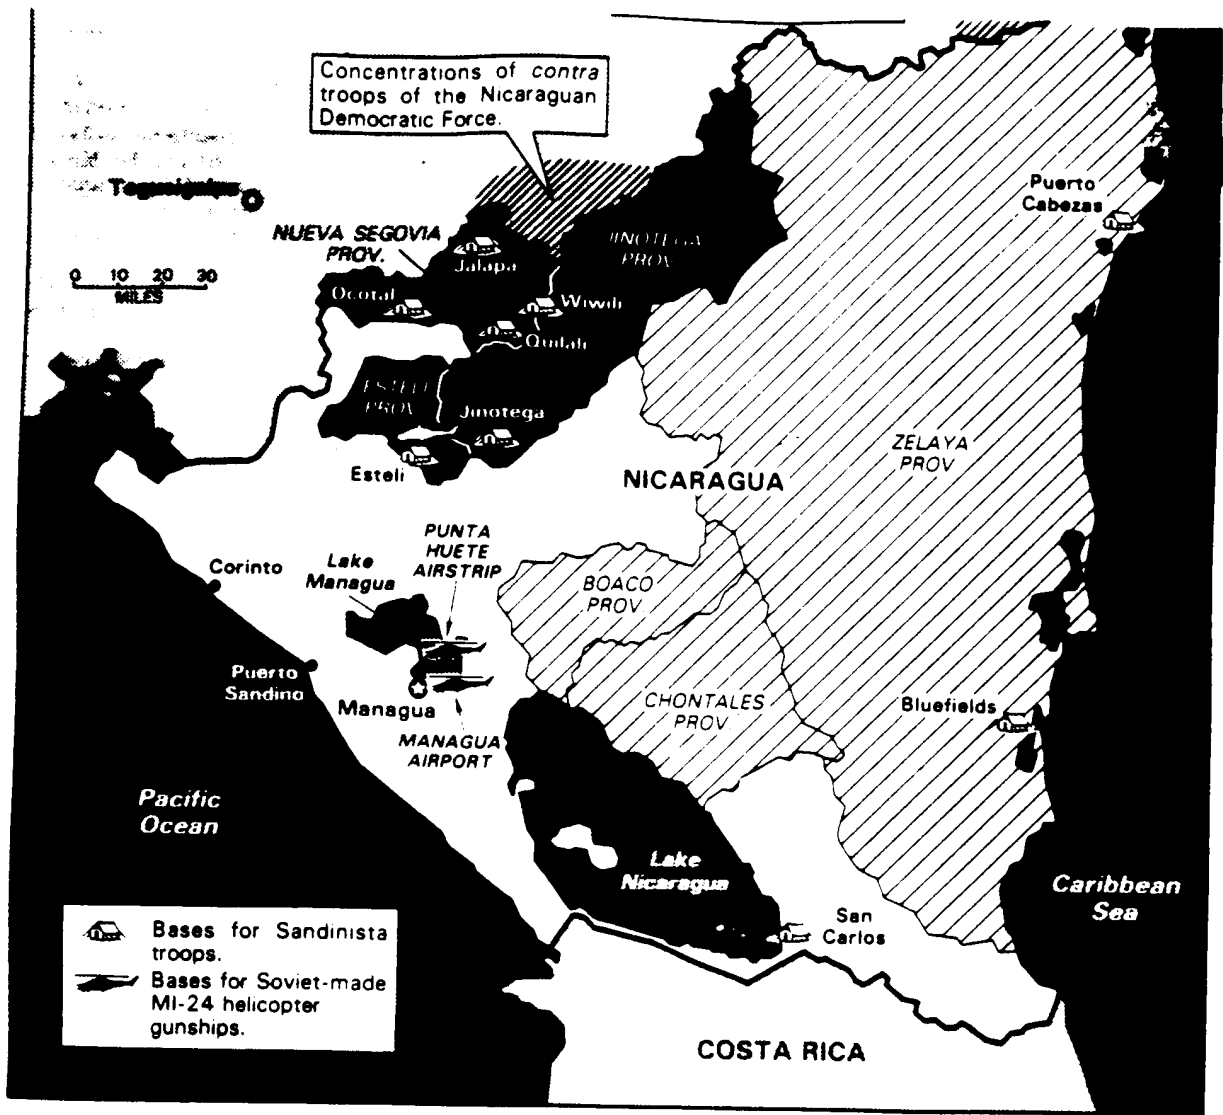 Concentrations of contra
troops of the Nicaraguan
Democratic Force.
Tegucigalpa
Puerto
Cabezas
NUEVA SEGOVIA
PROV.
JINOTEGA
PROV.
Jalapa
0 10 20 30
MILES
Ocotal
Wiwili
Quilali
ESTELI
PROV.
Jinotega
ZELAYA
PROV
Esteli
NICARAGUA
PUNTA
HUETE
AIRSTRIP
Lake
Managua
Corinto
BOACO
PROV.
Puerto
Sandino
Managua
CHONTALES
PROV.
Bluefields
MANAGUA
AIRPORT
Pacific
Ocean
Lake
Nicaragua
Caribbean
Sea
San
Carlos
Bases for Sandinista
troops.
Bases for Soviet-made
MI-24 helicopter
gunships.
COSTA RICA